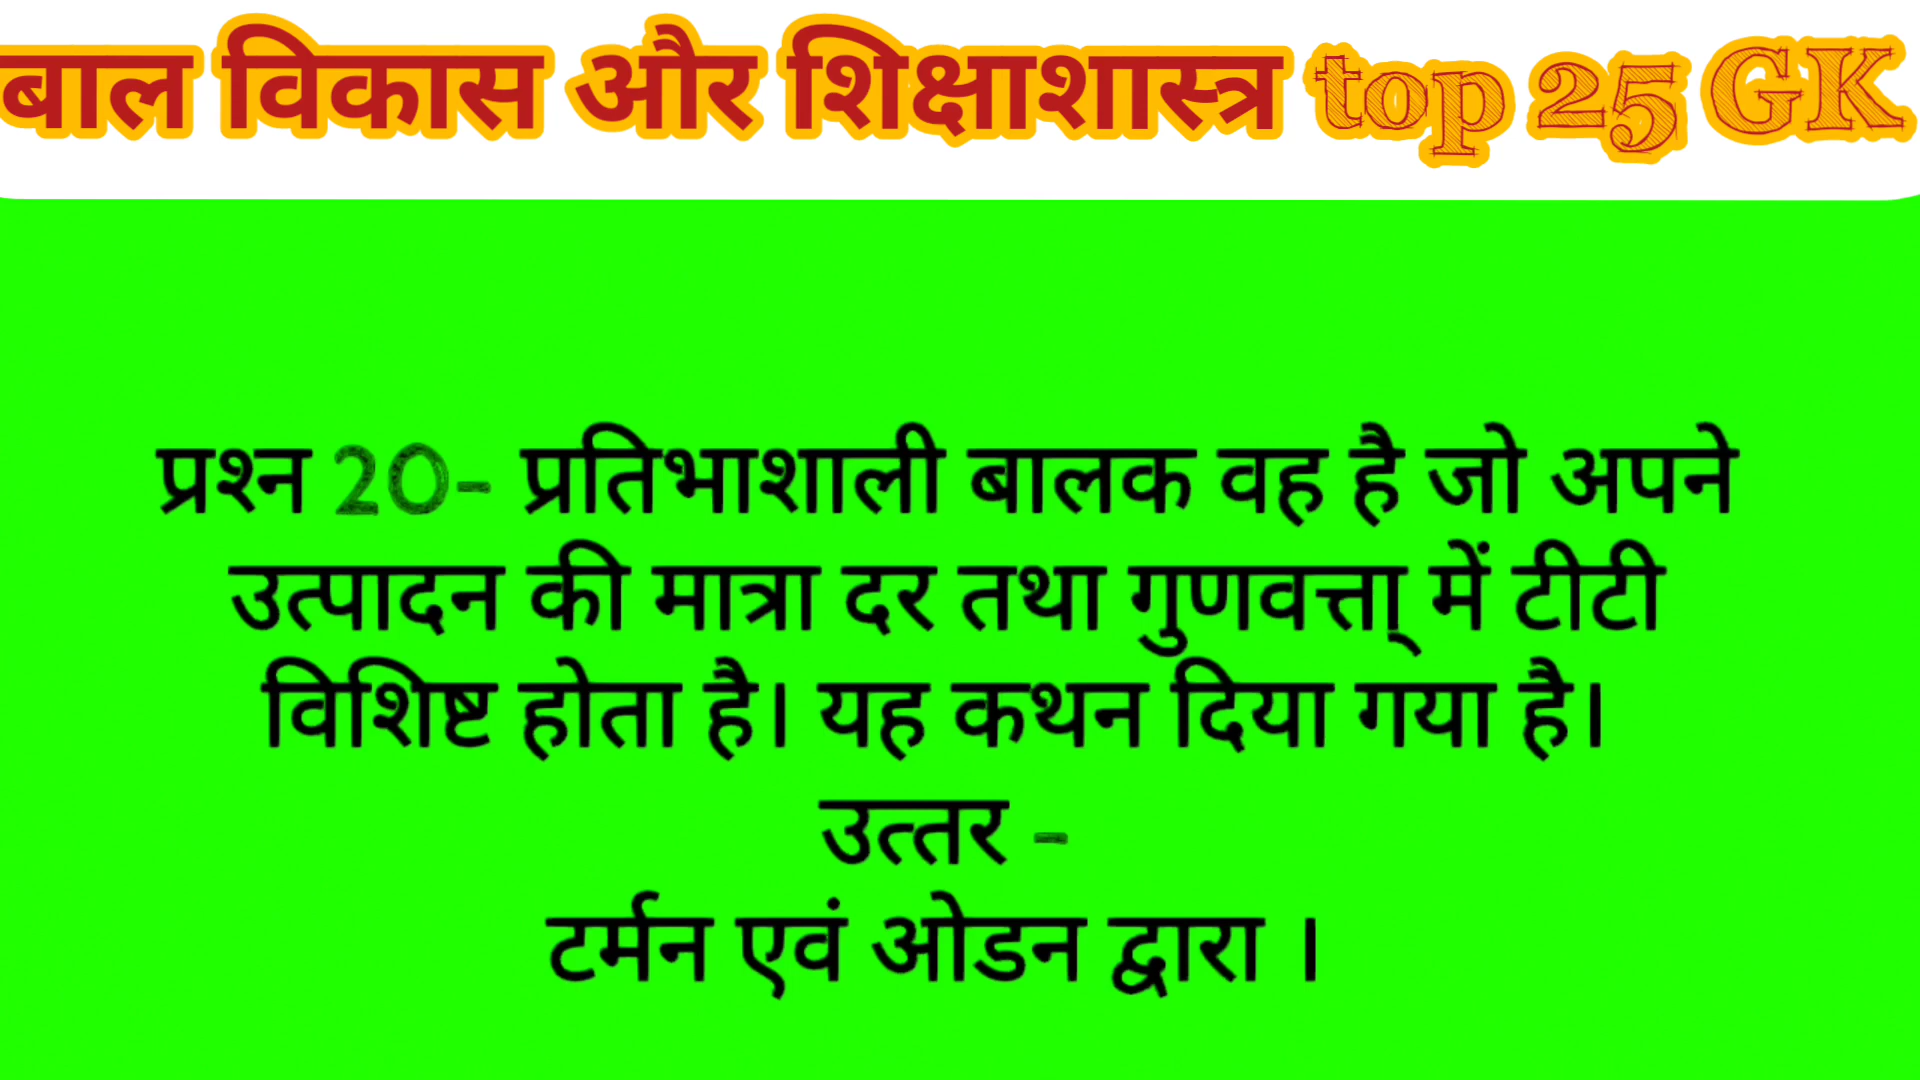 बाल विकास और शिक्षाशास्त्र top 25 GK
प्रश्न 20- प्रतिभाशाली बालक वह है जो अपने
उत्पादन की मात्रा दर तथा गुणवत्ता् में टीटी
विशिष्ट होता है। यह कथन दिया गया है।
उत्तर -
टर्मन एवं ओडन द्वारा ।